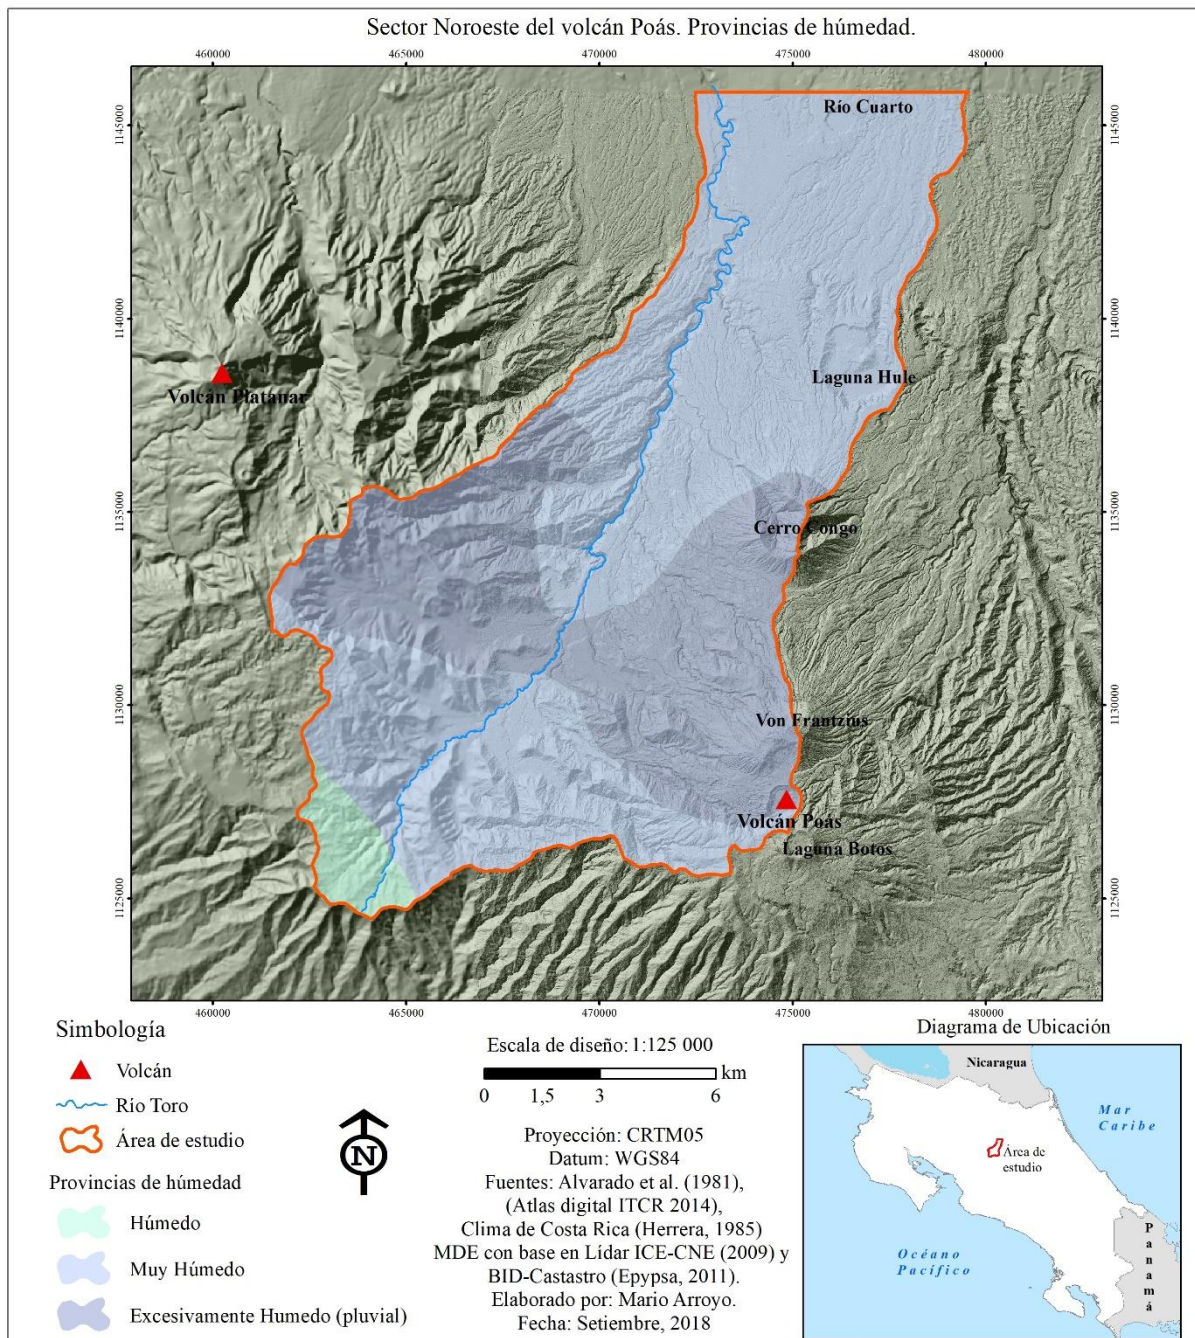 Sector Noroeste del volcán Poás. Provincias de húmedad.
460000 465000 470000 475000 480000
1145000 1145000
Río Cuarto
1140000 1140000
Volcán Platanar
Laguna Hule
1135000 1135000
Cerro Congo
1130000 1130000
Von Frantzius
Volcán Poás
Laguna Botos
1125000 1125000
460000 465000 470000 475000 480000
Simbología
Volcán
Río Toro
Área de estudio
Provincias de húmedad
Húmedo
Muy Húmedo
Excesivamente Humedo (pluvial)
N
Escala de diseño: 1:125 000
km
0 1,5 3 6
Proyección: CRTM05
Datum: WGS84
Fuentes: Alvarado et al. (1981),
(Atlas digital ITCR 2014),
Clima de Costa Rica (Herrera, 1985)
MDE con base en Lídar ICE-CNE (2009) y
BID-Castastro (Epypsa, 2011).
Elaborado por: Mario Arroyo.
Fecha: Setiembre, 2018
Diagrama de Ubicación
Nicaragua
Mar
Caribe
Área de
estudio
Océano
Pacífico
Panamá